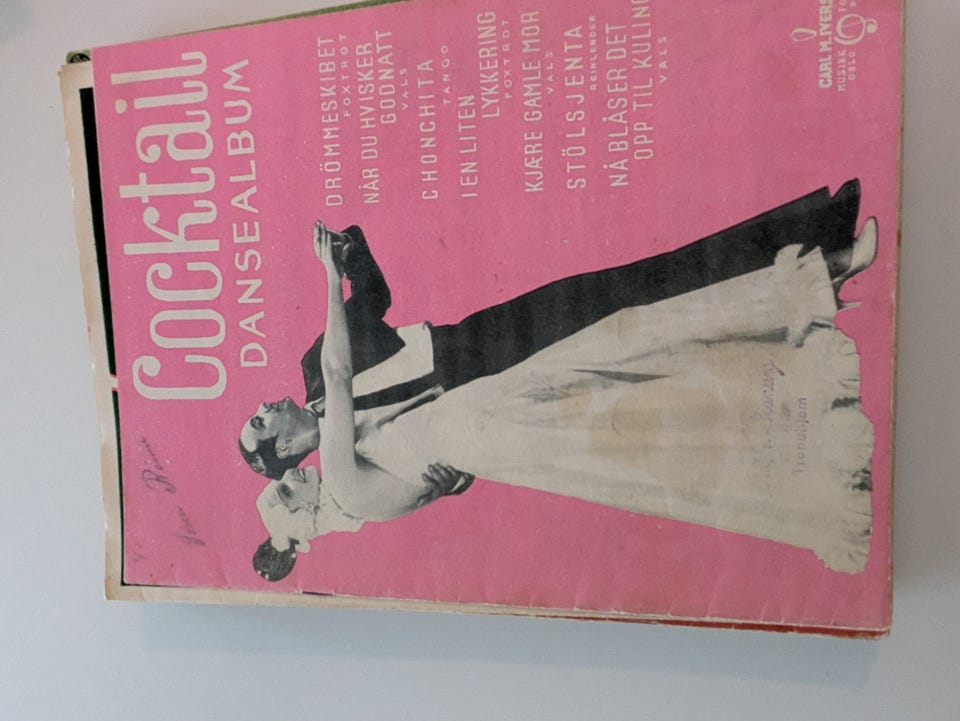 Cocktail
DANSEALBUM
DRÖMMESKIBET
FOXTROT
NÅR DU HVISKER
GODNATT
VALS
CHONCHITA
TANGO
I EN LITEN
LYKKERING
FOXTROT
KJÆRE GAMLE MOR
VALS
STÖLSJENTA
REINLENDER
NÅ BLÅSER DET
OPP TIL KULING
VALS
CARL M. IVERS
MUSIKK
OSLO
Trondhjem